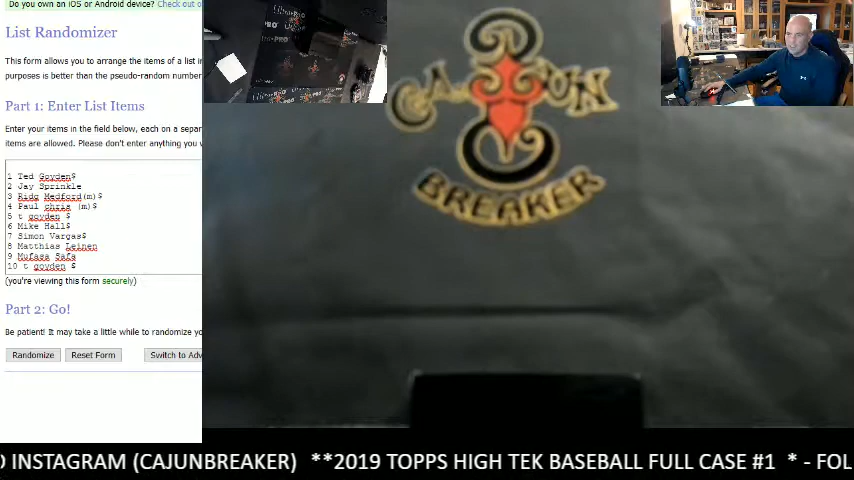 Do you own an iOS or Android device? Check out o
List Randomizer
This form allows you to arrange the items of a list i
purposes is better than the pseudo-random number
Part 1: Enter List Items
Enter your items in the field below, each on a separ
items are allowed. Please don't enter anything you v
1 Ted Goyden$
2 Jay Sprinkle
3 Ridg Medford(m)$
4 Paul chris (m)$
5 t goyden $
6 Mike Hall$
7 Simon Vargas$
8 Matthias Leinen
9 Mufasa Safa
10 t goyden $
(you're viewing this form securely)
Part 2: Go!
Be patient! It may take a little while to randomize yo
Randomize Reset Form Switch to Adv
CAJUN
BREAKER
INSTAGRAM (CAJUNBREAKER) **2019 TOPPS HIGH TEK BASEBALL FULL CASE #1 * - FOL